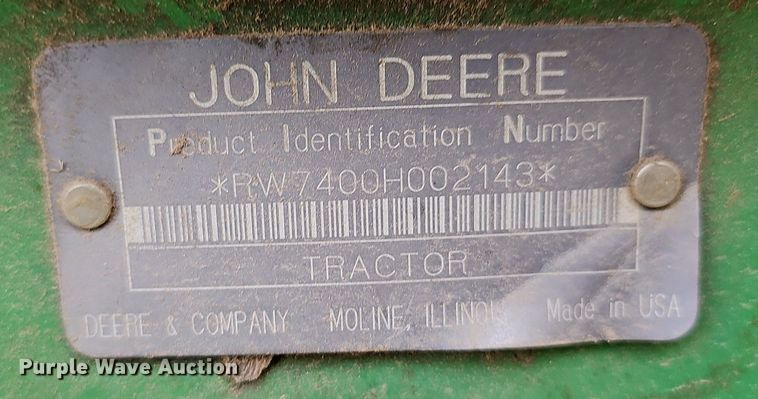 JOHN DEERE
Product Identification Number
*RW7400H002143*
TRACTOR
DEERE & COMPANY MOLINE, ILLINOIS Made in USA
Purple Wave Auction